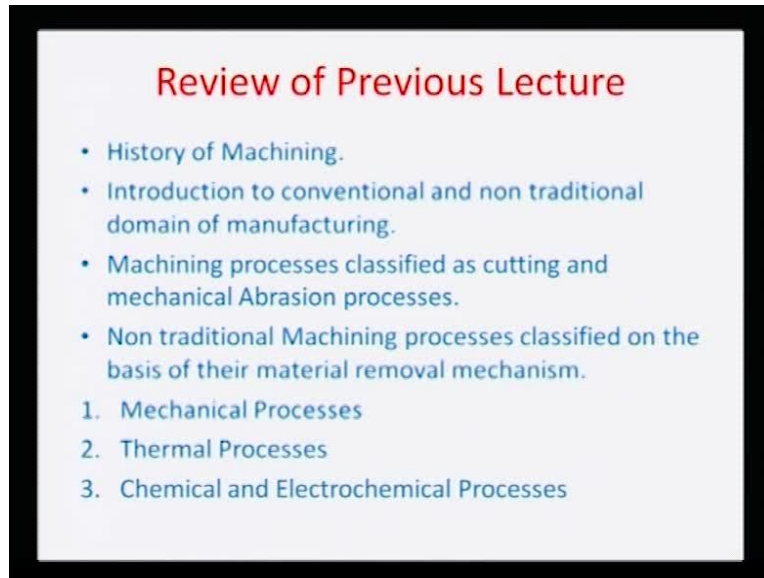 Review of Previous Lecture
• History of Machining.
• Introduction to conventional and non traditional
domain of manufacturing.
• Machining processes classified as cutting and
mechanical Abrasion processes.
• Non traditional Machining processes classified on the
basis of their material removal mechanism.
1. Mechanical Processes
2. Thermal Processes
3. Chemical and Electrochemical Processes